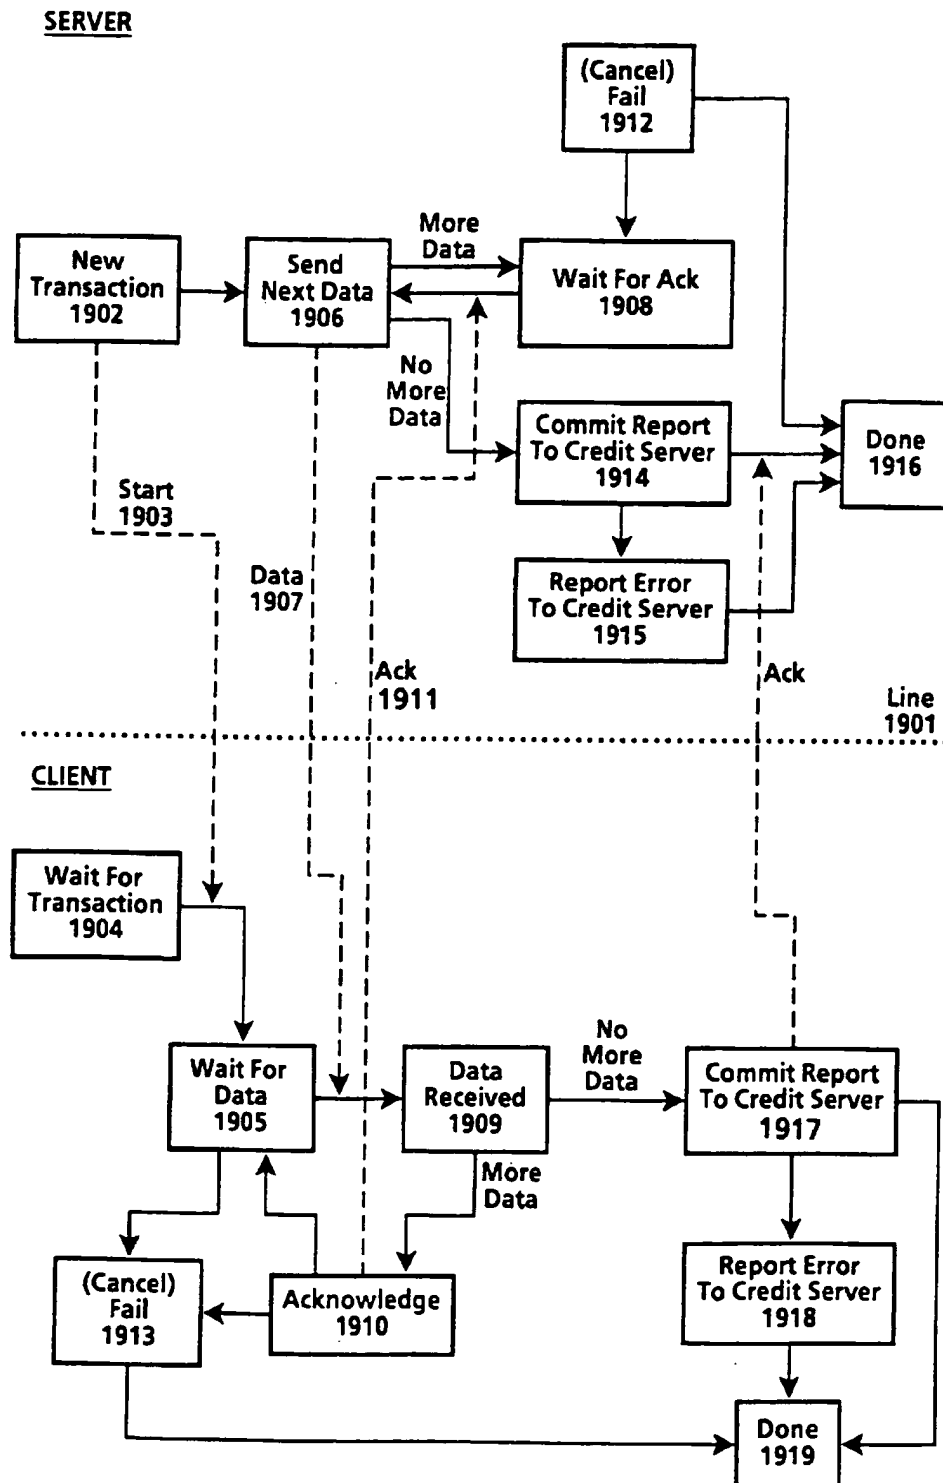 SERVER
(Cancel)
Fail
1912
More
Data
New
Transaction
1902
Send
Next Data
1906
Wait For Ack
1908
No
More
Data
Commit Report
To Credit Server
1914
Done
1916
Start
1903
Data
1907
Report Error
To Credit Server
1915
Ack
1911
Ack
Line
1901
CLIENT
Wait For
Transaction
1904
Wait For
Data
1905
Data
Received
1909
No
More
Data
Commit Report
To Credit Server
1917
More
Data
(Cancel)
Fail
1913
Acknowledge
1910
Report Error
To Credit Server
1918
Done
1919